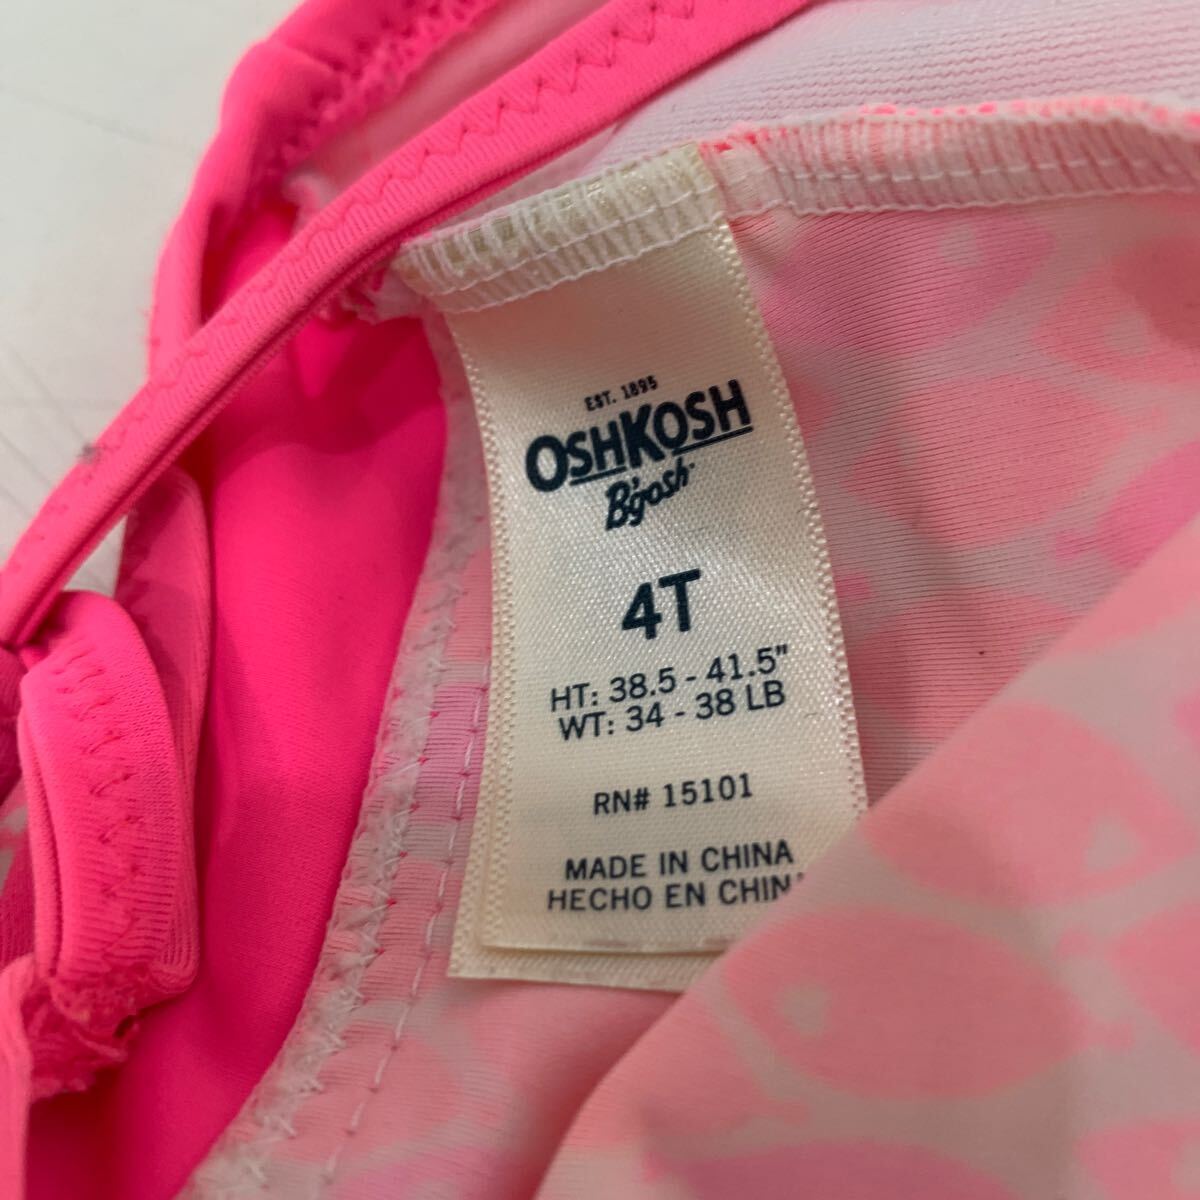 EST. 1895
OSHKOSH
B'gosh
4T
HT: 38.5 - 41.5"
WT: 34 - 38 LB
RN# 15101
MADE IN CHINA
HECHO EN CHIN